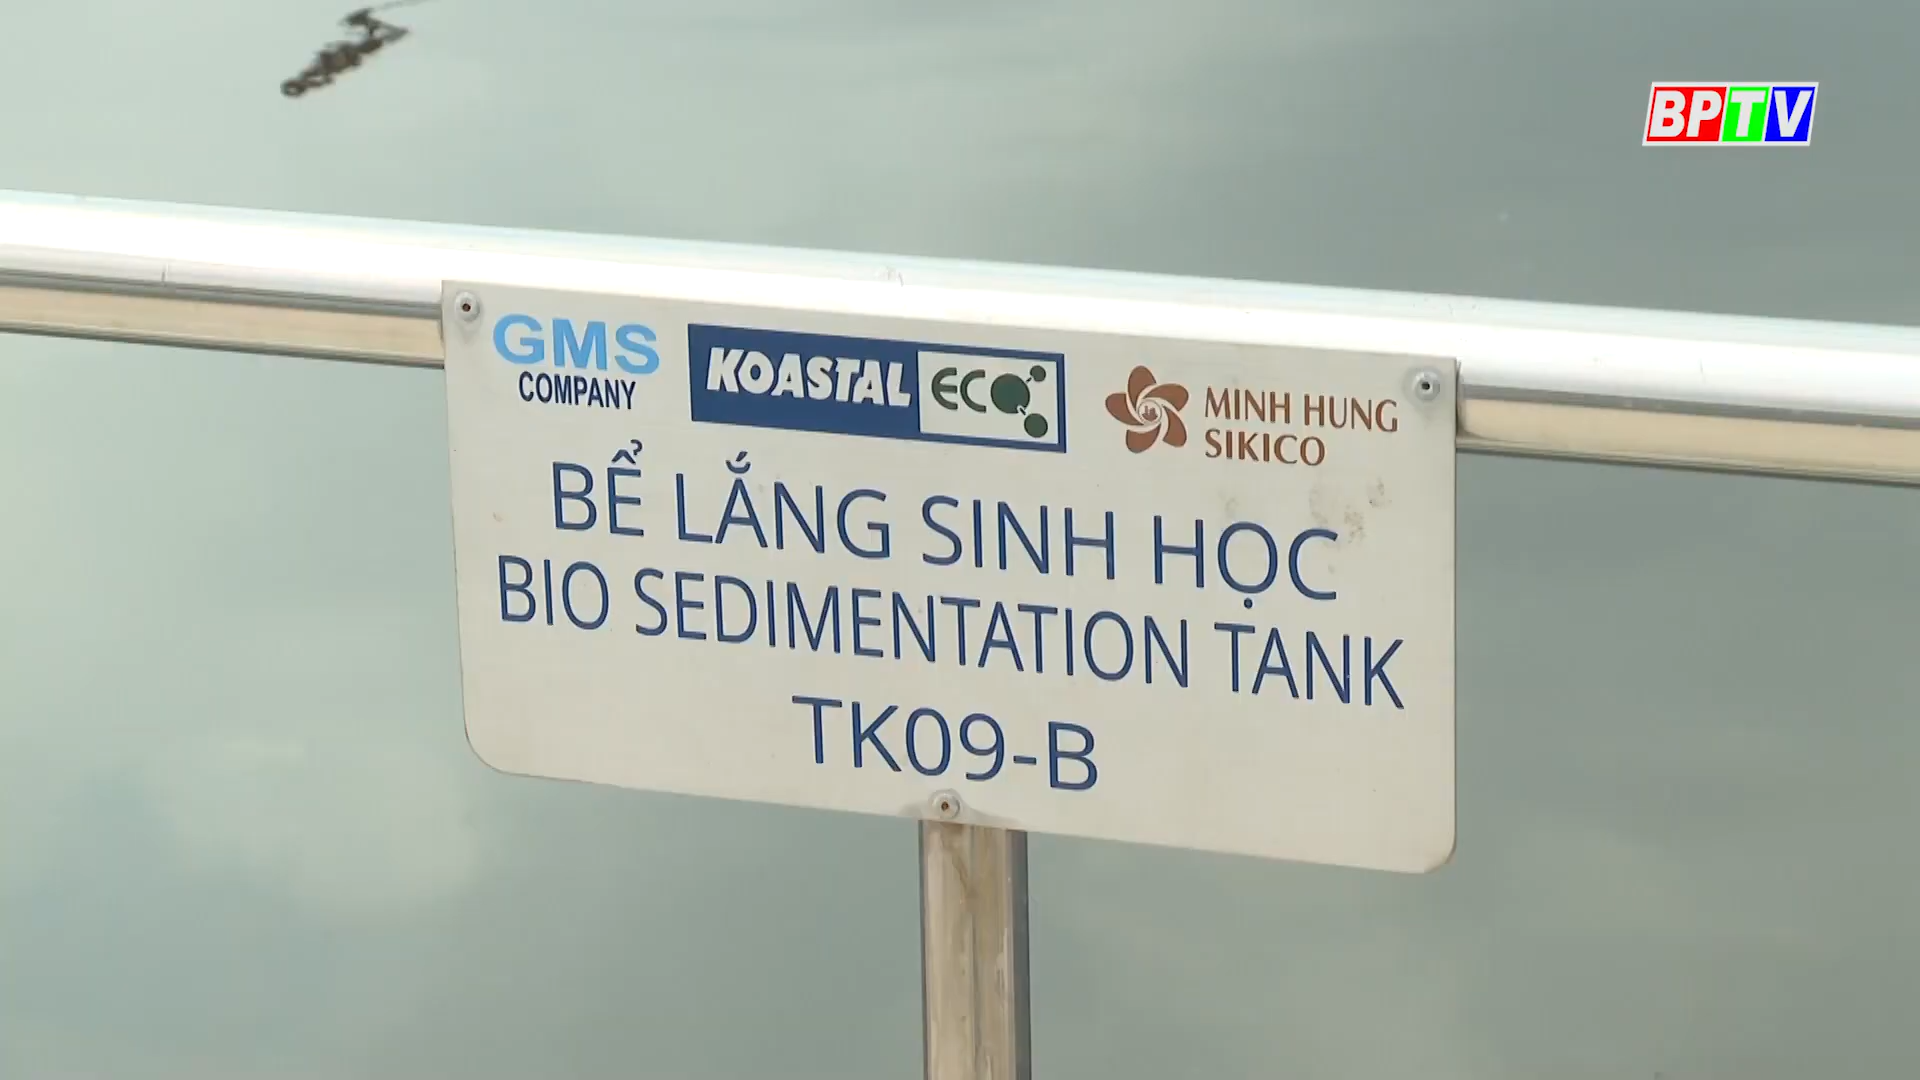 BPTV
GMS
COMPANY
KOASTAL ECO
MINH HUNG
SIKICO
BỂ LẮNG SINH HỌC
BIO SEDIMENTATION TANK
TK09-B